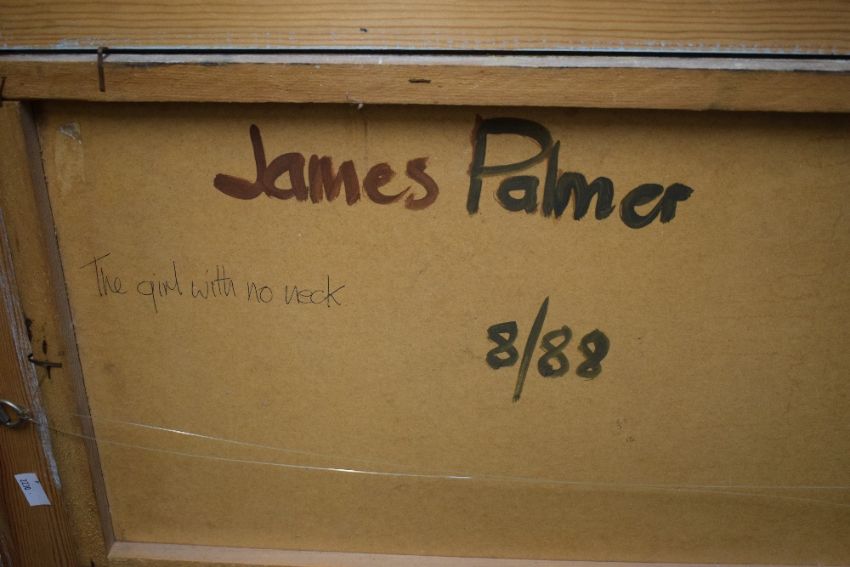 James Palmer
The girl with no neck
8/88